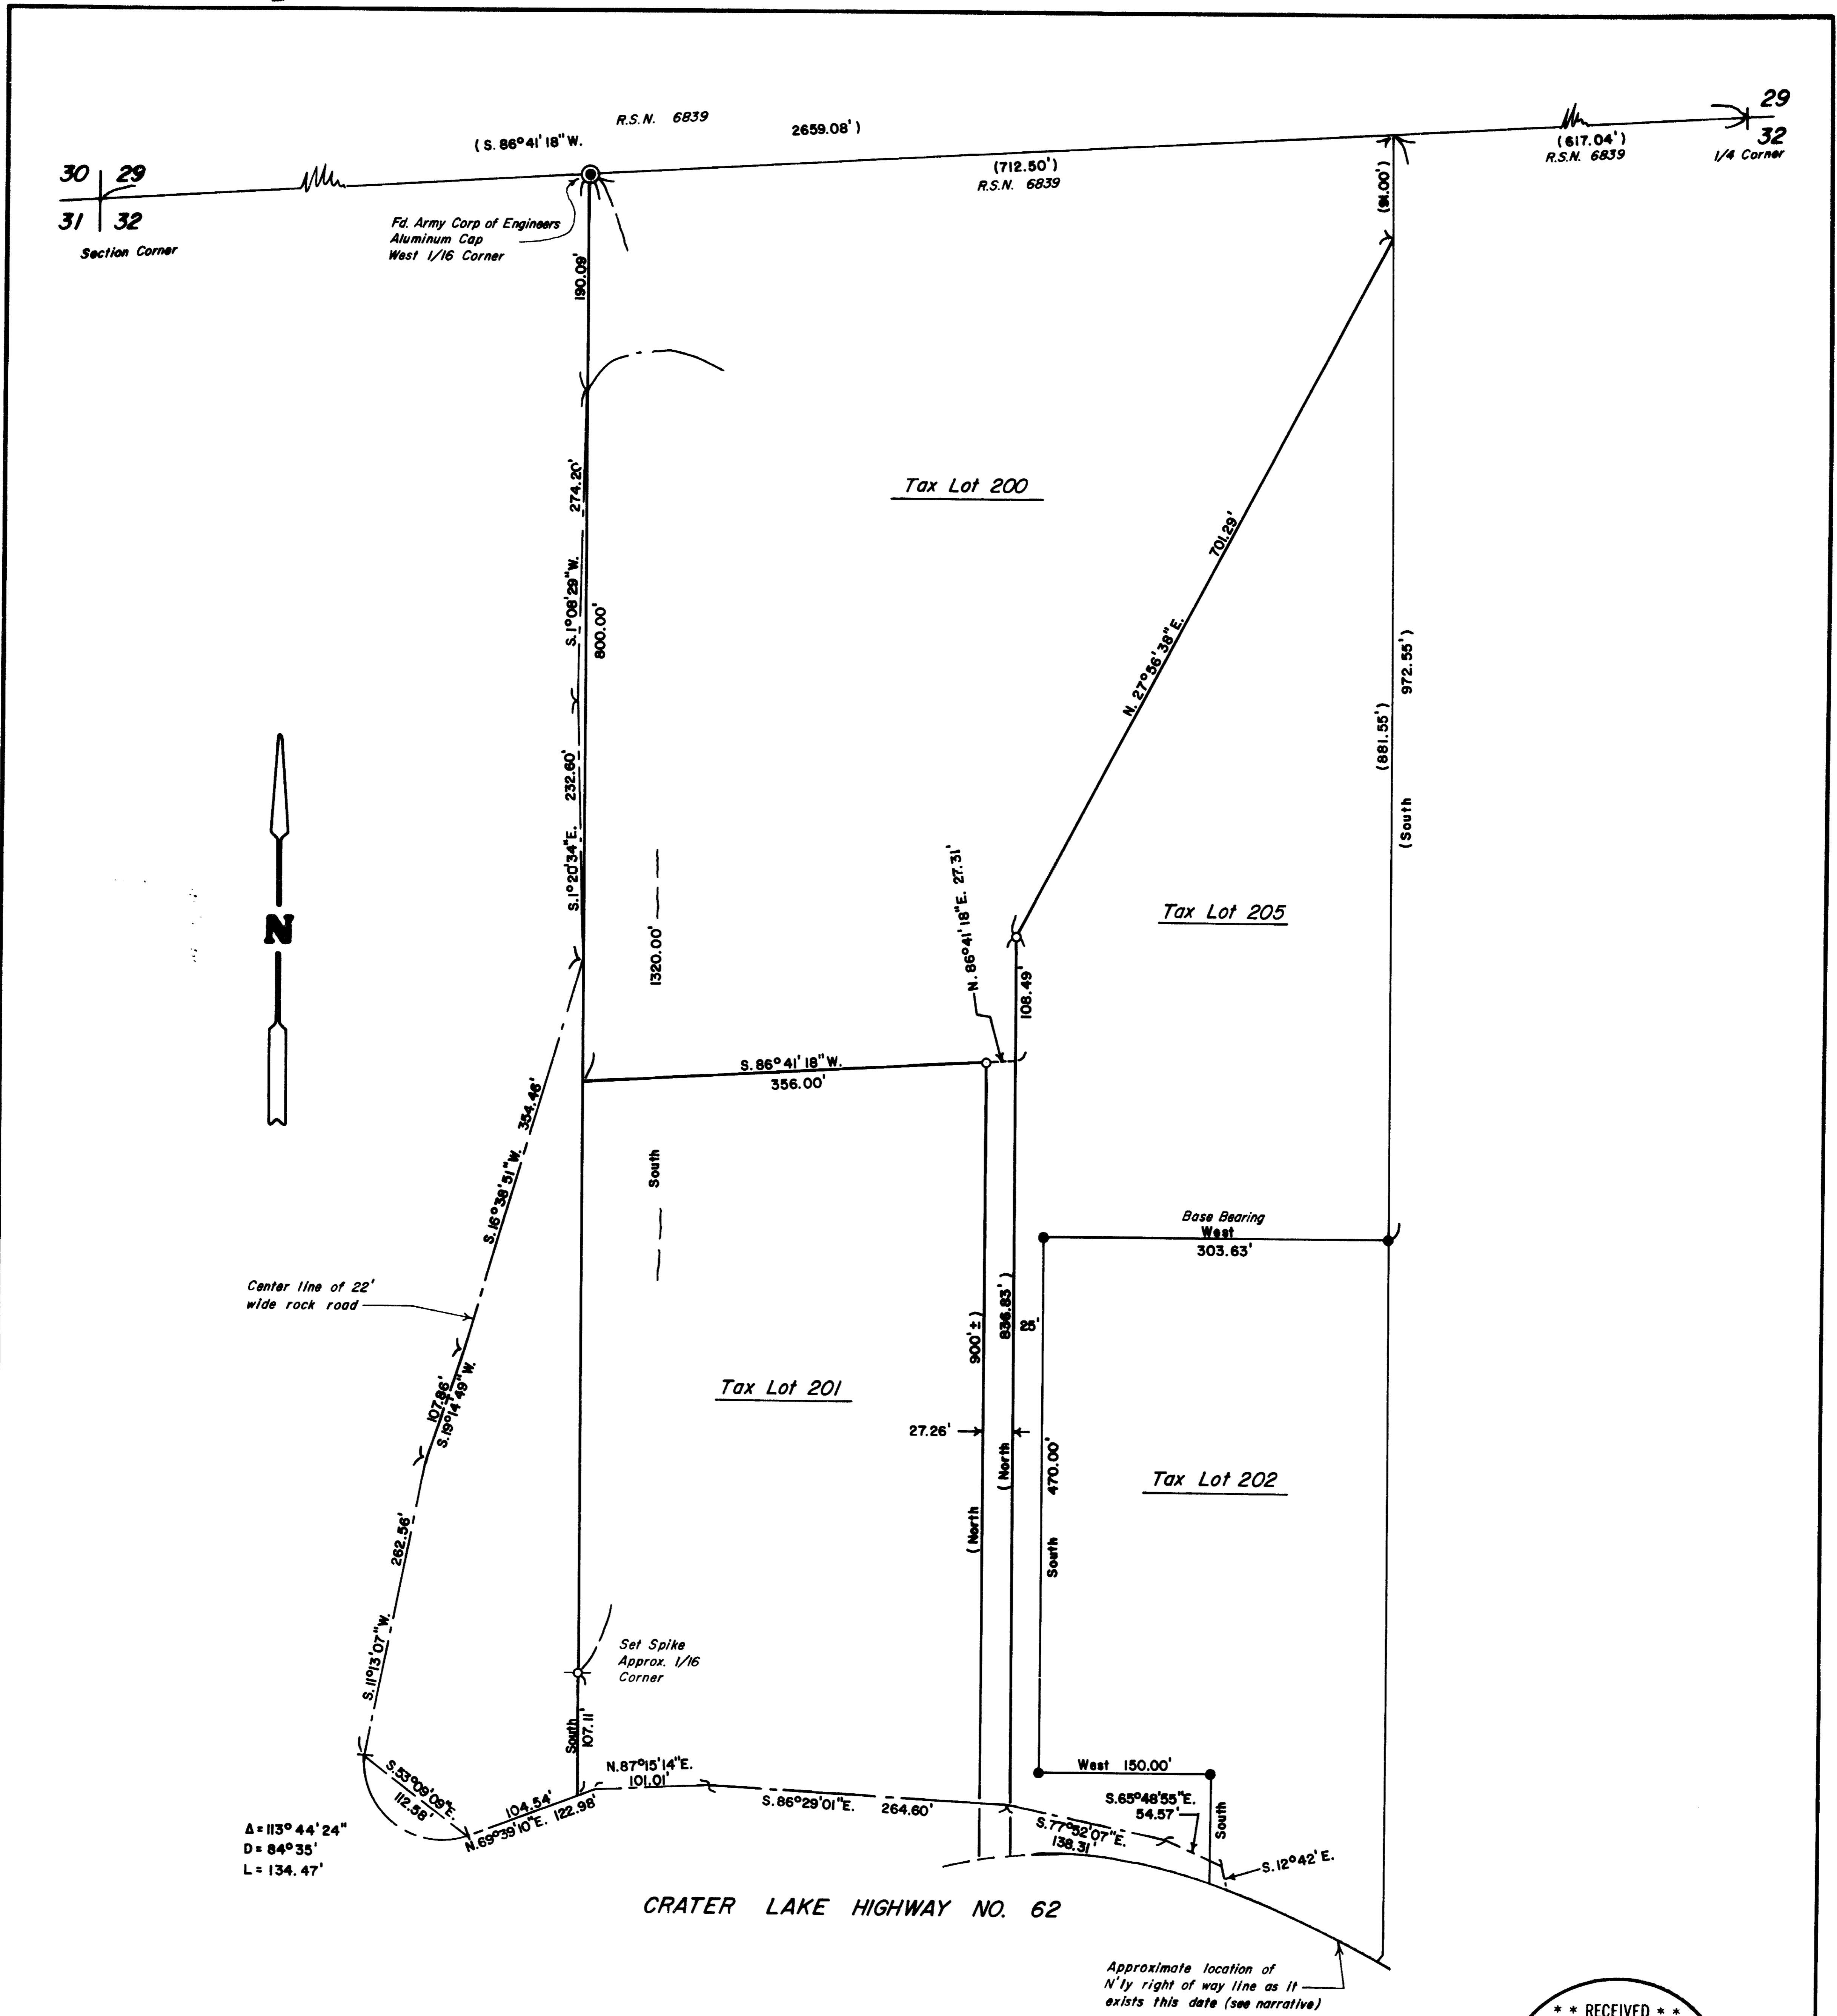 R.S.N. 6839
(S. 86°41'18"W. 2659.08')
30 29
31 32
Section Corner
(712.50')
R.S.N. 6839
(617.04')
R.S.N. 6839
29
32
1/4 Corner
Fd. Army Corp of Engineers
Aluminum Cap
West 1/16 Corner
190.09'
(91.00')
274.20'
S.1°08'29"W.
800.00'
Tax Lot 200
701.29'
N. 27°56'38"E.
972.55')
(South
(881.55')
232.60'
S.1°20'34"E.
1320.00'
South
N
N. 86°41'18"E. 27.31'
Tax Lot 205
108.49'
S. 86°41'18"W.
356.00'
354.46'
S. 16°38'51"W.
Base Bearing
West
303.63'
Center line of 22'
wide rock road
900'±)
(North
836.83')
(North
25'
107.86'
S.19°14'49"W.
Tax Lot 201
27.26'
470.00'
South
Tax Lot 202
262.56'
S. 11°13'07"W.
Set Spike
Approx. 1/16
Corner
South
107.11'
S.53°09'09"E.
112.58'
104.54'
N.69°39'10"E. 122.98'
N.87°15'14"E.
101.01'
S.86°29'01"E. 264.60'
West 150.00'
S.65°48'55"E.
54.57'
South
S.77°52'07"E.
138.31'
S.12°42'E.
Δ = 113° 44' 24"
D = 84° 35'
L = 134.47'
CRATER LAKE HIGHWAY NO. 62
Approximate location of
N'ly right of way line as it
exists this date (see narrative)
* * RECEIVED * *